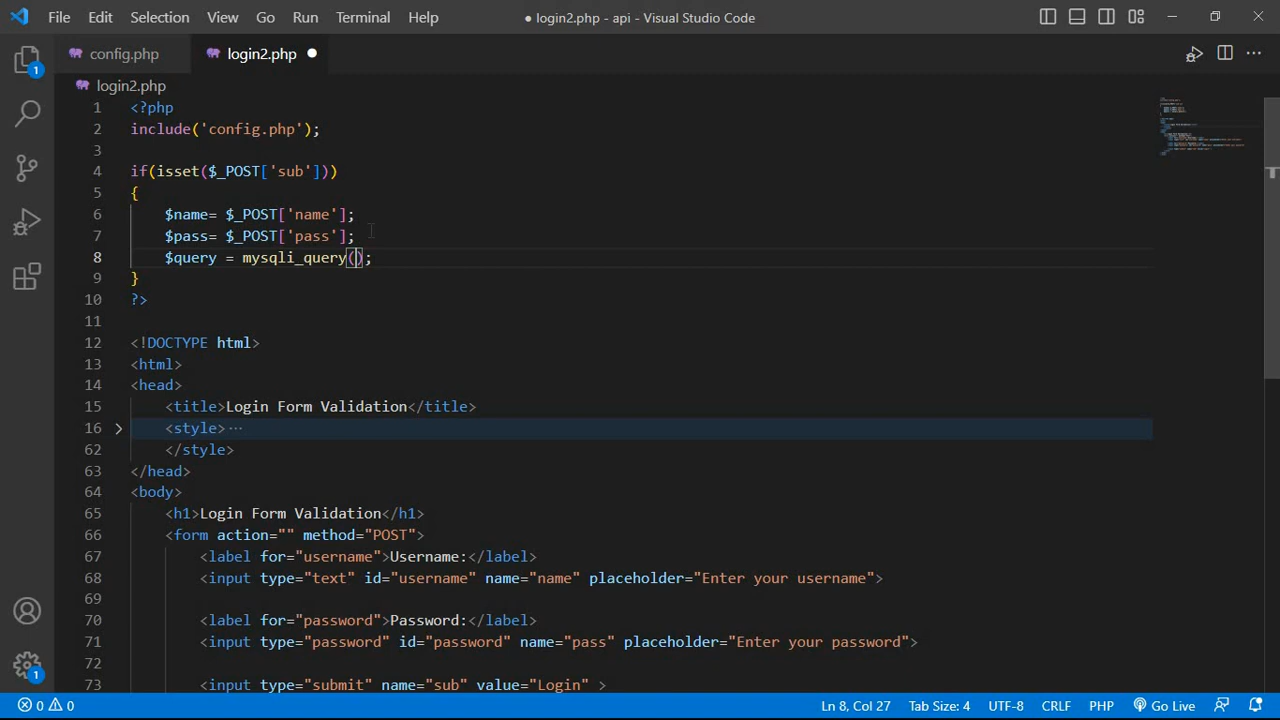 File Edit Selection View Go Run Terminal Help
● login2.php - api - Visual Studio Code
config.php login2.php ●
login2.php
1 <?php
2 include('config.php');
3
4 if(isset($_POST['sub']))
5 {
6 $name= $_POST['name'];
7 $pass= $_POST['pass'];
8 $query = mysqli_query();
9 }
10 ?>
11
12 <!DOCTYPE html>
13 <html>
14 <head>
15 <title>Login Form Validation</title>
16 <style>⋯
62 </style>
63 </head>
64 <body>
65 <h1>Login Form Validation</h1>
66 <form action="" method="POST">
67 <label for="username">Username:</label>
68 <input type="text" id="username" name="name" placeholder="Enter your username">
69
70 <label for="password">Password:</label>
71 <input type="password" id="password" name="pass" placeholder="Enter your password">
72
73 <input type="submit" name="sub" value="Login" >
1
1
0 0 Ln 8, Col 27 Tab Size: 4 UTF-8 CRLF PHP Go Live